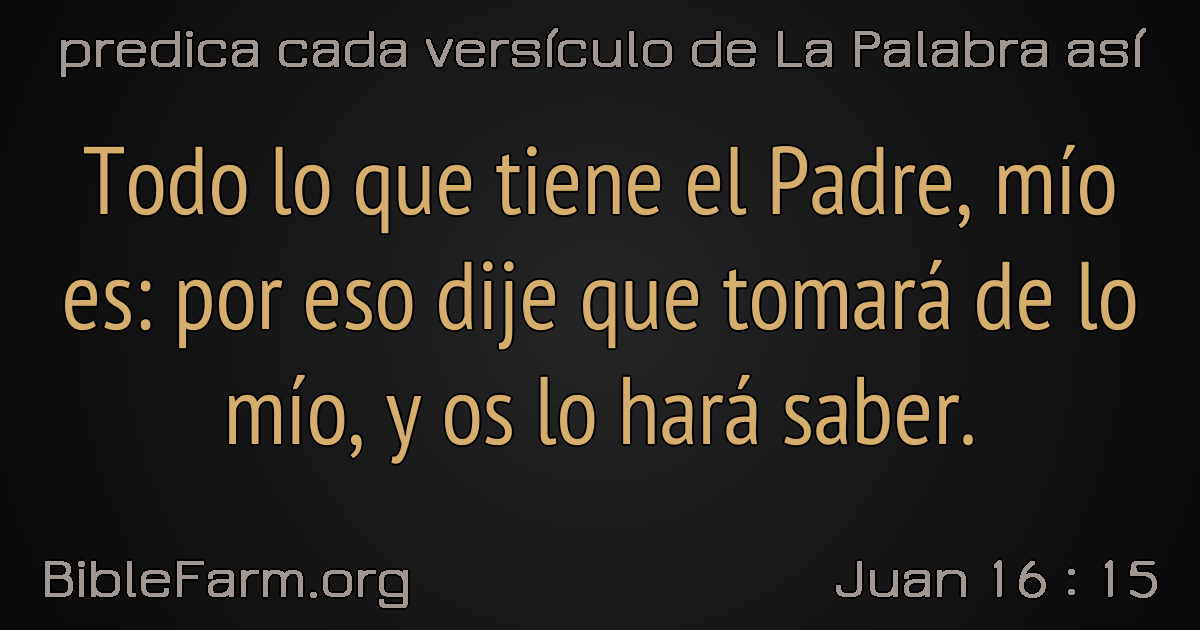 predica cada versículo de La Palabra así
Todo lo que tiene el Padre, mío
es: por eso dije que tomará de lo
mío, y os lo hará saber.
BibleFarm.org
Juan 16 : 15